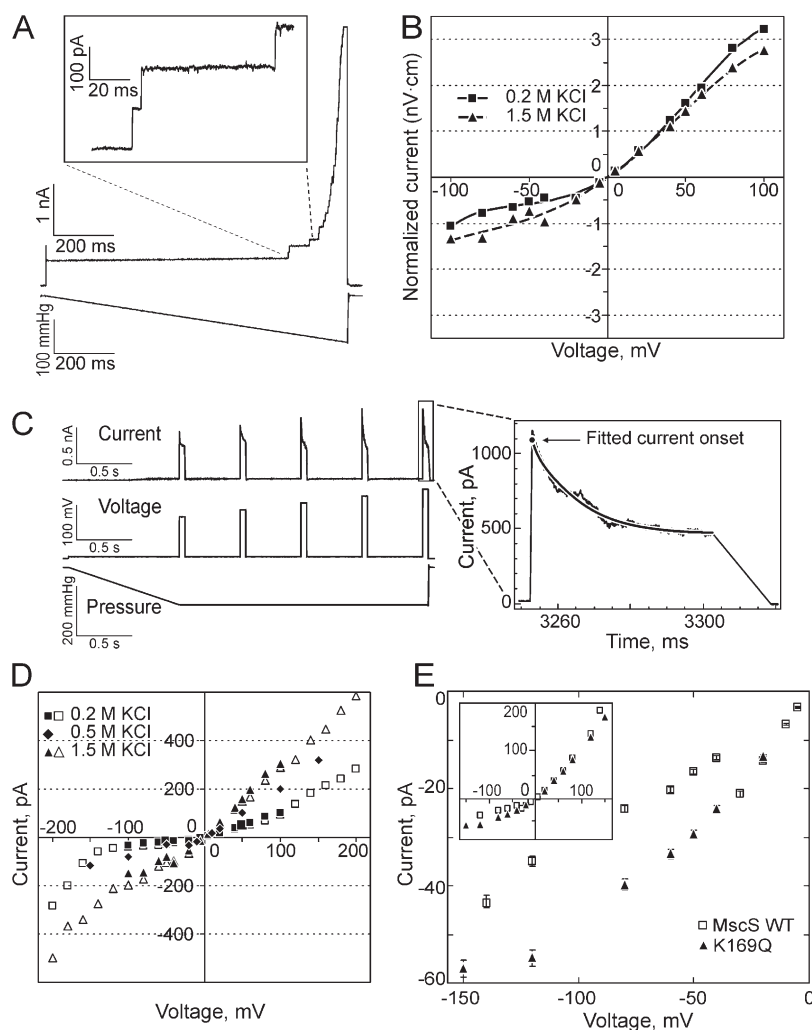 A
100 pA
20 ms
1 nA
200 ms
100 mmHg
200 ms
B
Normalized current (nV·cm)
3
2
1
0
-1
-2
-3
-100
-50
0
50
100
0.2 M KCl
1.5 M KCl
Voltage, mV
C
Current
0.5 nA
0.5 s
Voltage
100 mV
0.5 s
Pressure
200 mmHg
0.5 s
Fitted current onset
Current, pA
1000
500
0
3260
3300
Time, ms
D
0.2 M KCl
0.5 M KCl
1.5 M KCl
Current, pA
400
200
0
-200
-400
-200
-100
0
100
200
Voltage, mV
E
Current, pA
0
-20
-40
-60
200
100
0
-100
0
100
MscS WT
K169Q
-150
-100
-50
0
Voltage, mV